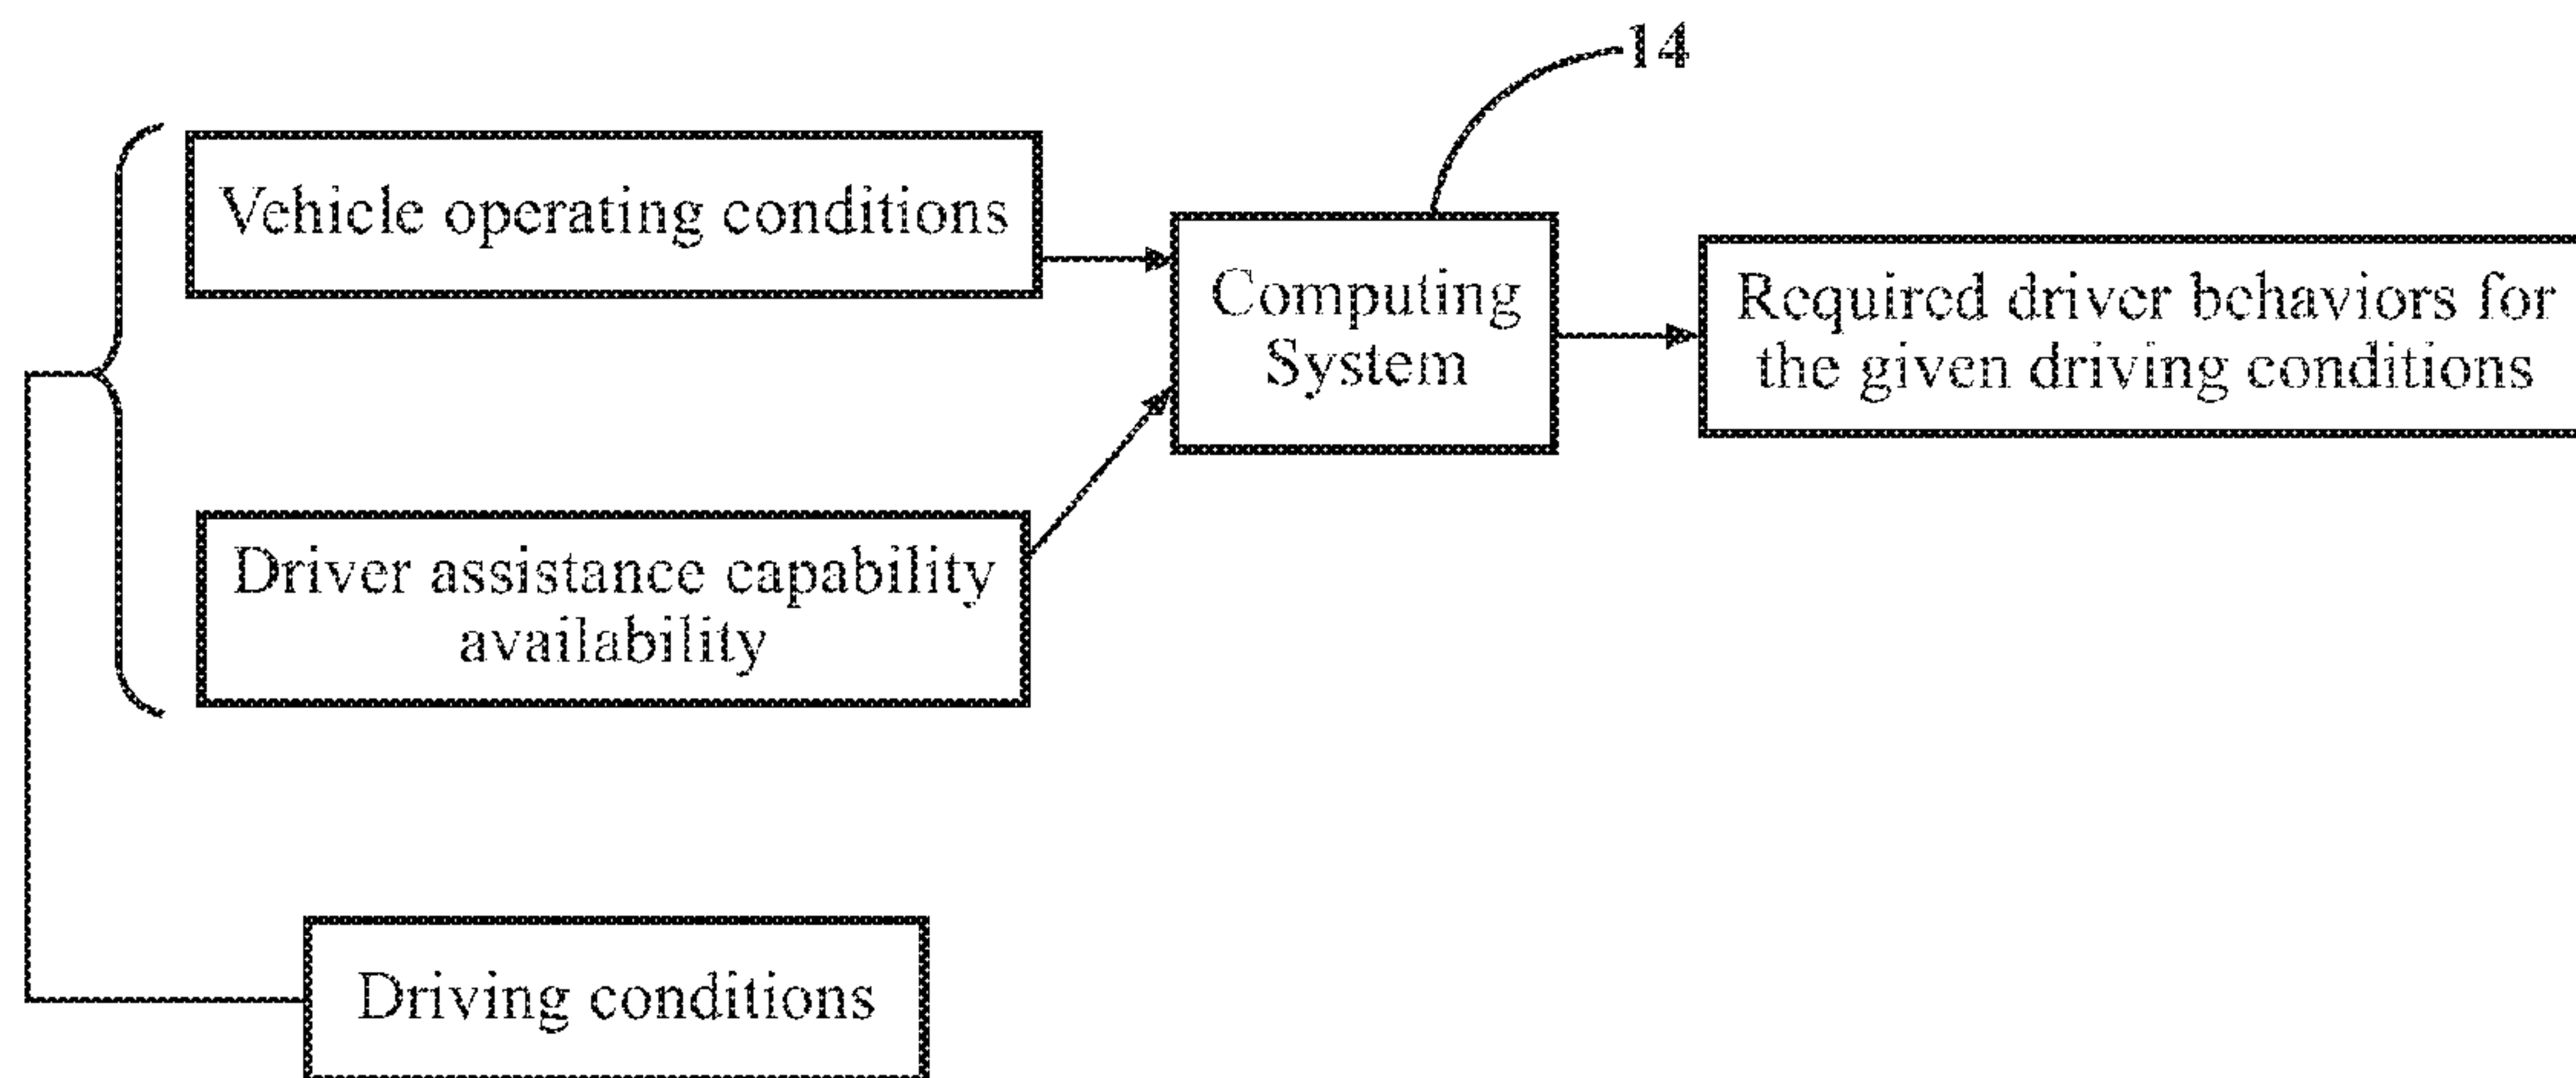 14
Vehicle operating conditions
Computing
System
Required driver behaviors for
the given driving conditions
Driver assistance capability
availability
Driving conditions